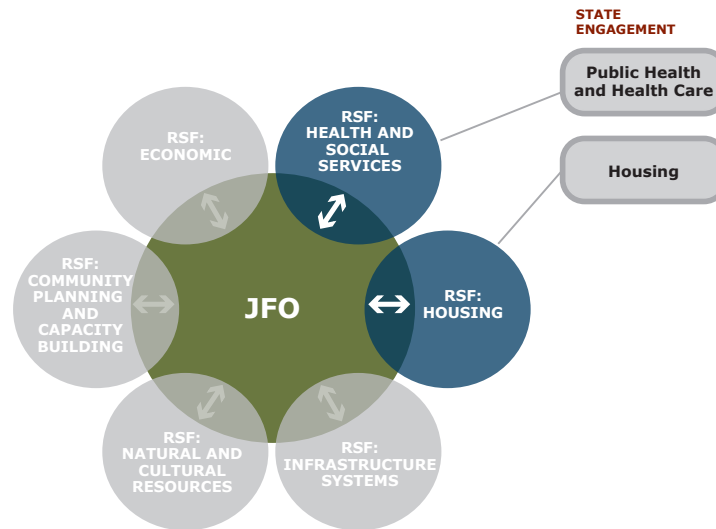 STATE
ENGAGEMENT
Public Health
and Health Care
Housing
RSF:
HEALTH AND
SOCIAL
SERVICES
RSF:
ECONOMIC
RSF:
COMMUNITY
PLANNING
AND
CAPACITY
BUILDING
JFO
RSF:
HOUSING
RSF:
NATURAL AND
CULTURAL
RESOURCES
RSF:
INFRASTRUCTURE
SYSTEMS